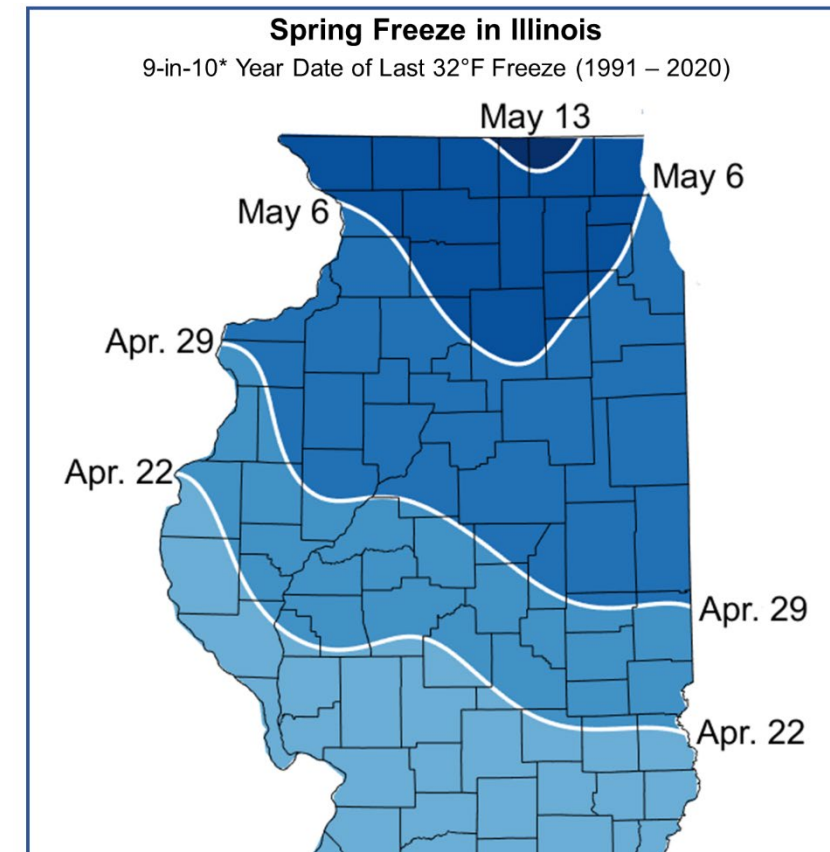 Spring Freeze in Illinois
9-in-10* Year Date of Last 32°F Freeze (1991 – 2020)
May 13
May 6
May 6
Apr. 29
Apr. 22
Apr. 29
Apr. 22